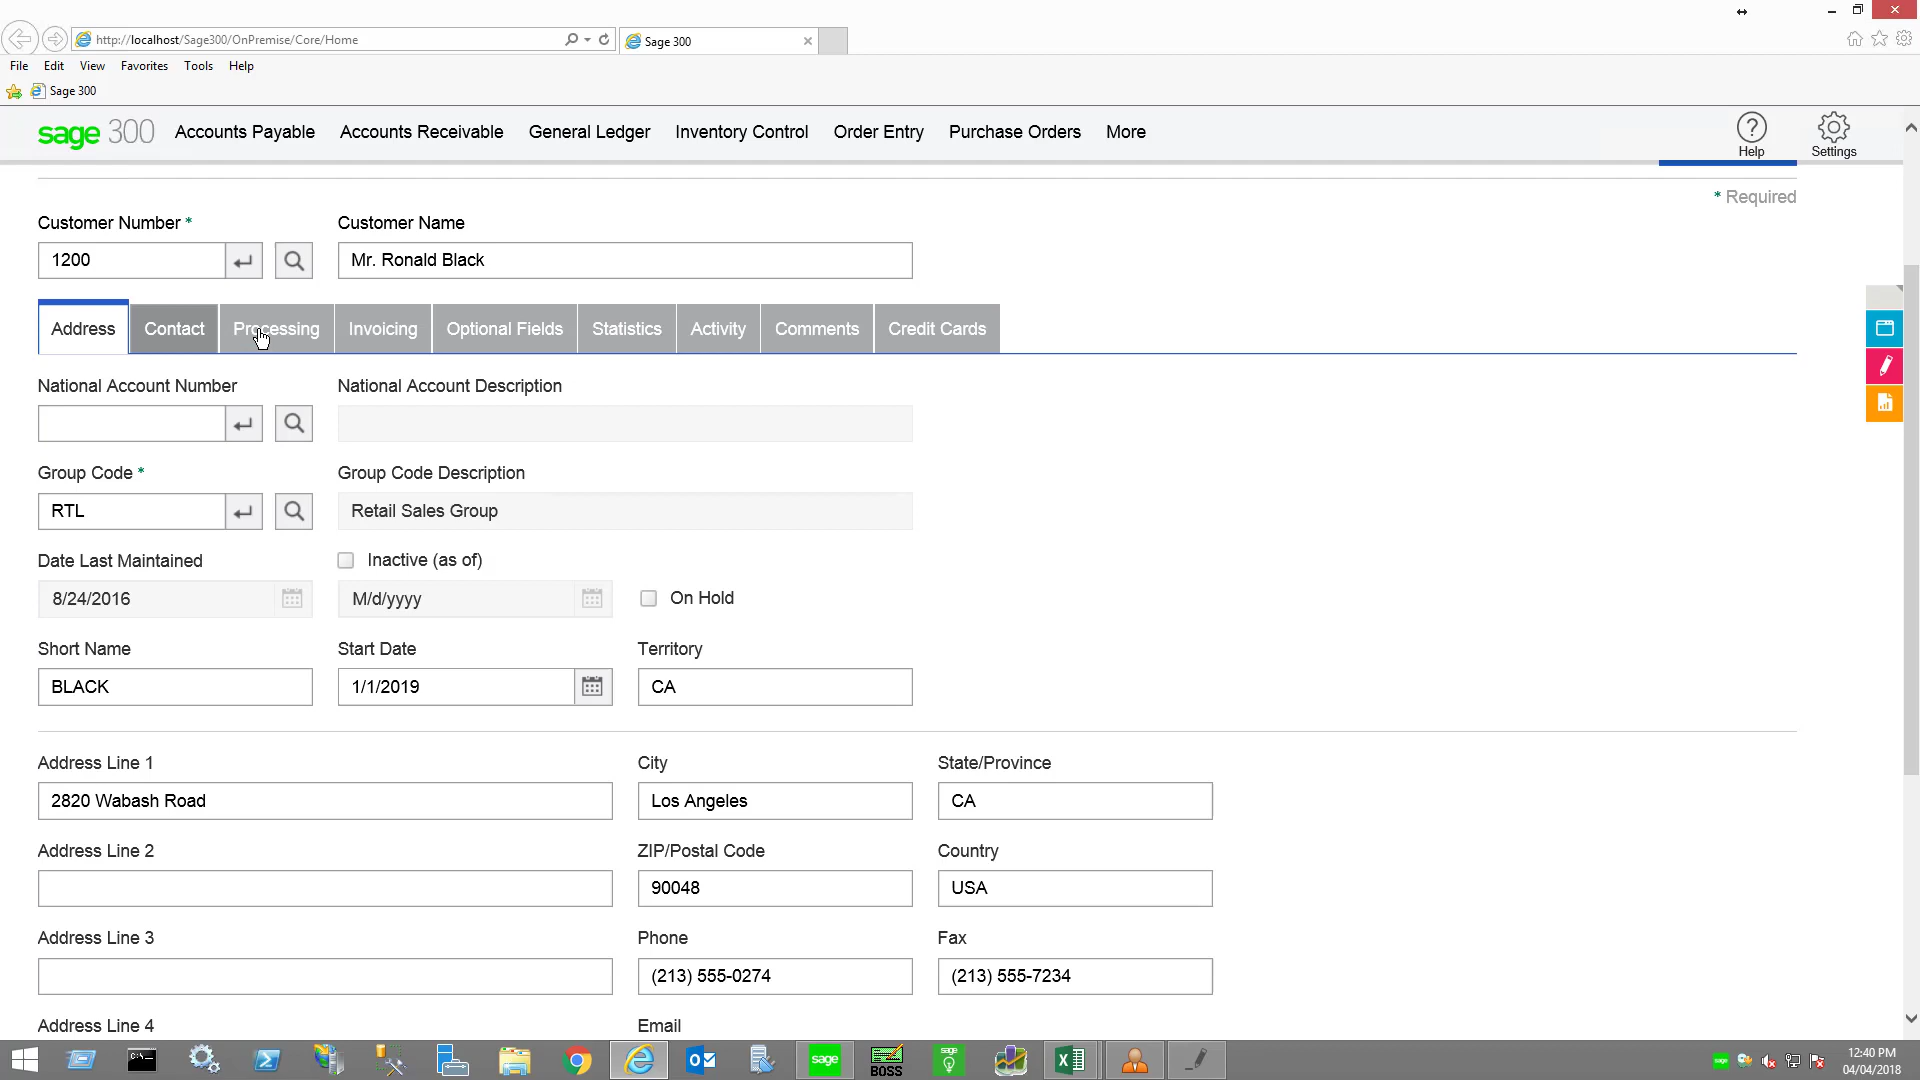 http://localhost/Sage300/OnPremise/Core/Home
Sage 300
File Edit View Favorites Tools Help
Sage 300
sage 300 Accounts Payable Accounts Receivable General Ledger Inventory Control Order Entry Purchase Orders More Help Settings
* Required
Customer Number * Customer Name
1200 Mr. Ronald Black
Address Contact Processing Invoicing Optional Fields Statistics Activity Comments Credit Cards
National Account Number National Account Description
Group Code * Group Code Description
RTL Retail Sales Group
Date Last Maintained Inactive (as of)
8/24/2016 M/d/yyyy On Hold
Short Name Start Date Territory
BLACK 1/1/2019 CA
Address Line 1 City State/Province
2820 Wabash Road Los Angeles CA
Address Line 2 ZIP/Postal Code Country
90048 USA
Address Line 3 Phone Fax
(213) 555-0274 (213) 555-7234
Address Line 4 Email
sage BOSS sage
12:40 PM
04/04/2018